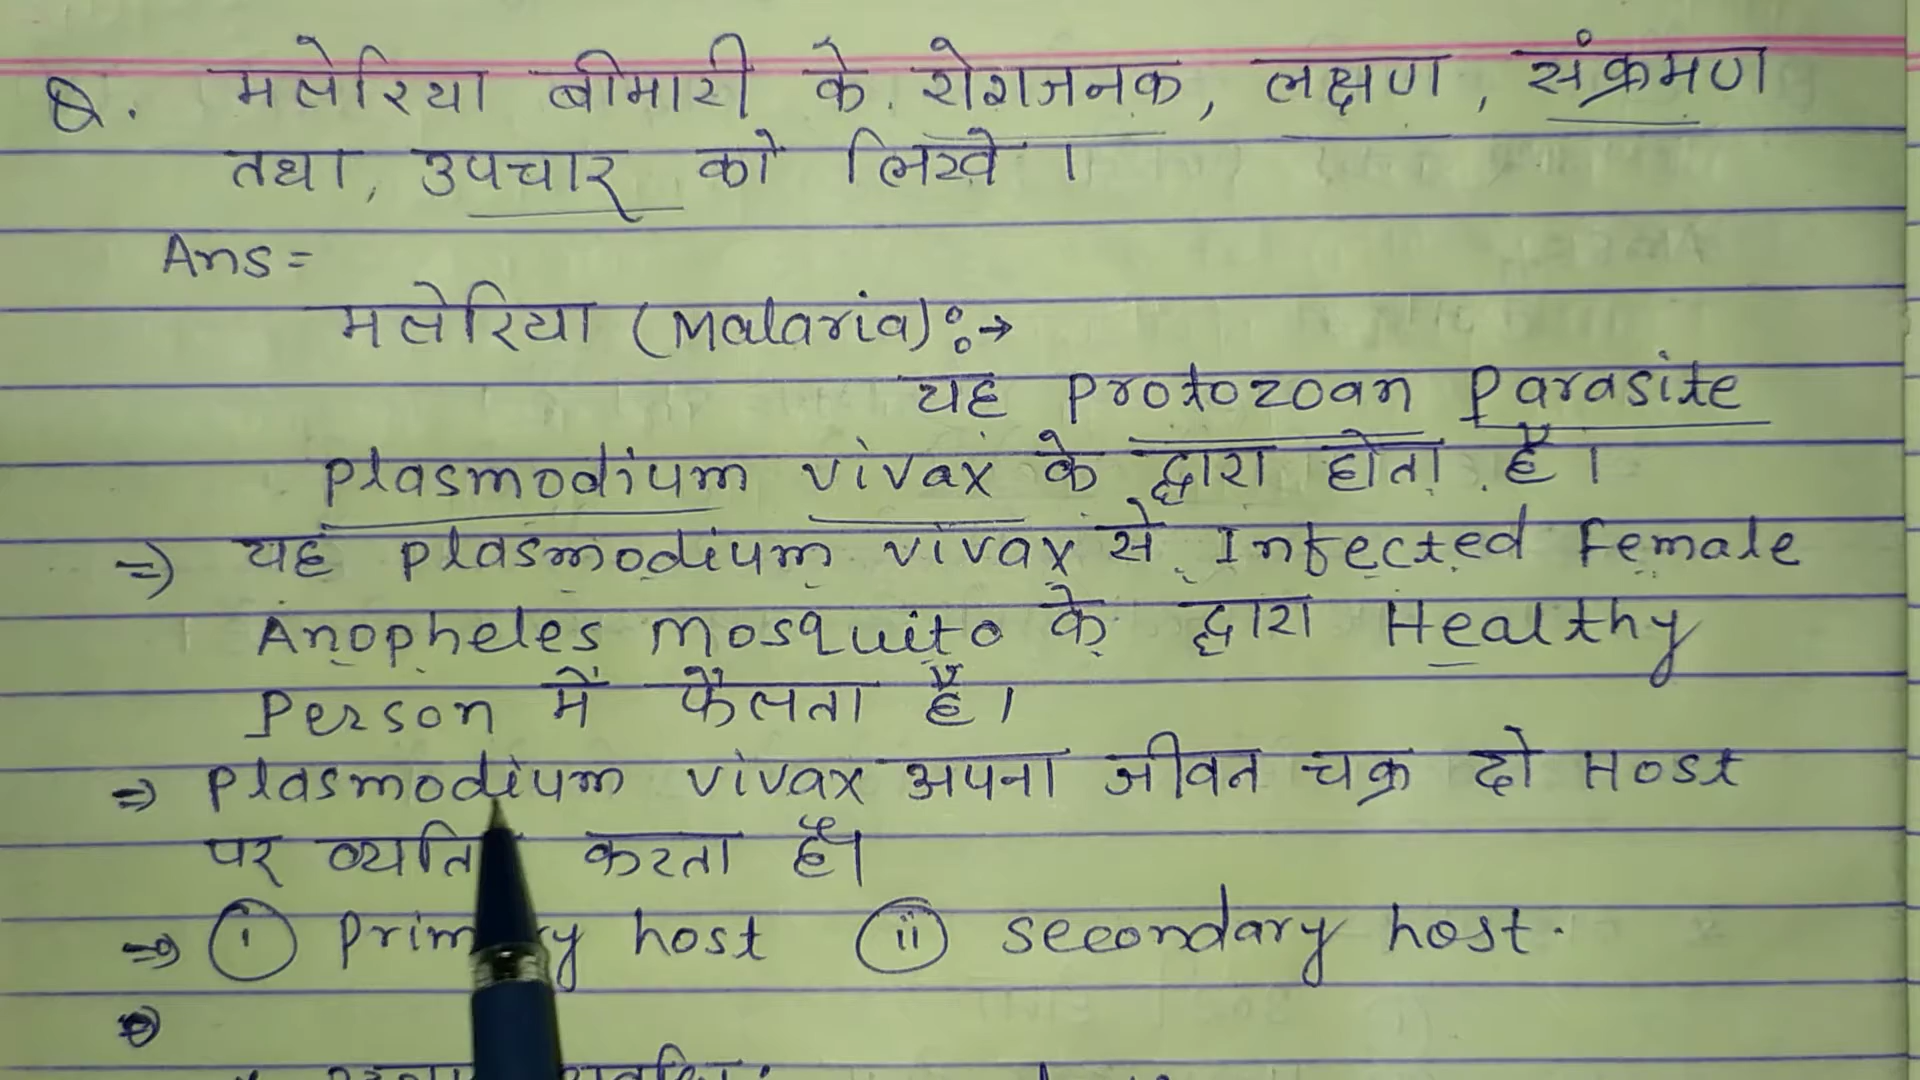 Q. मलेरिया बीमारी के रोगजनक, लक्षण, संक्रमण
तथा, उपचार को लिखे ।
Ans =
मलेरिया (Malaria) :→
यह Protozoan Parasite
Plasmodium vivax के द्वारा होता है ।
⇒ यह Plasmodium vivax से Infected Female
Anopheles Mosquito के द्वारा Healthy
Person में फैलता है ।
⇒ Plasmodium vivax अपना जीवन चक्र दो Host
पर करता है।
⇒ (i) host (ii) secondary host.